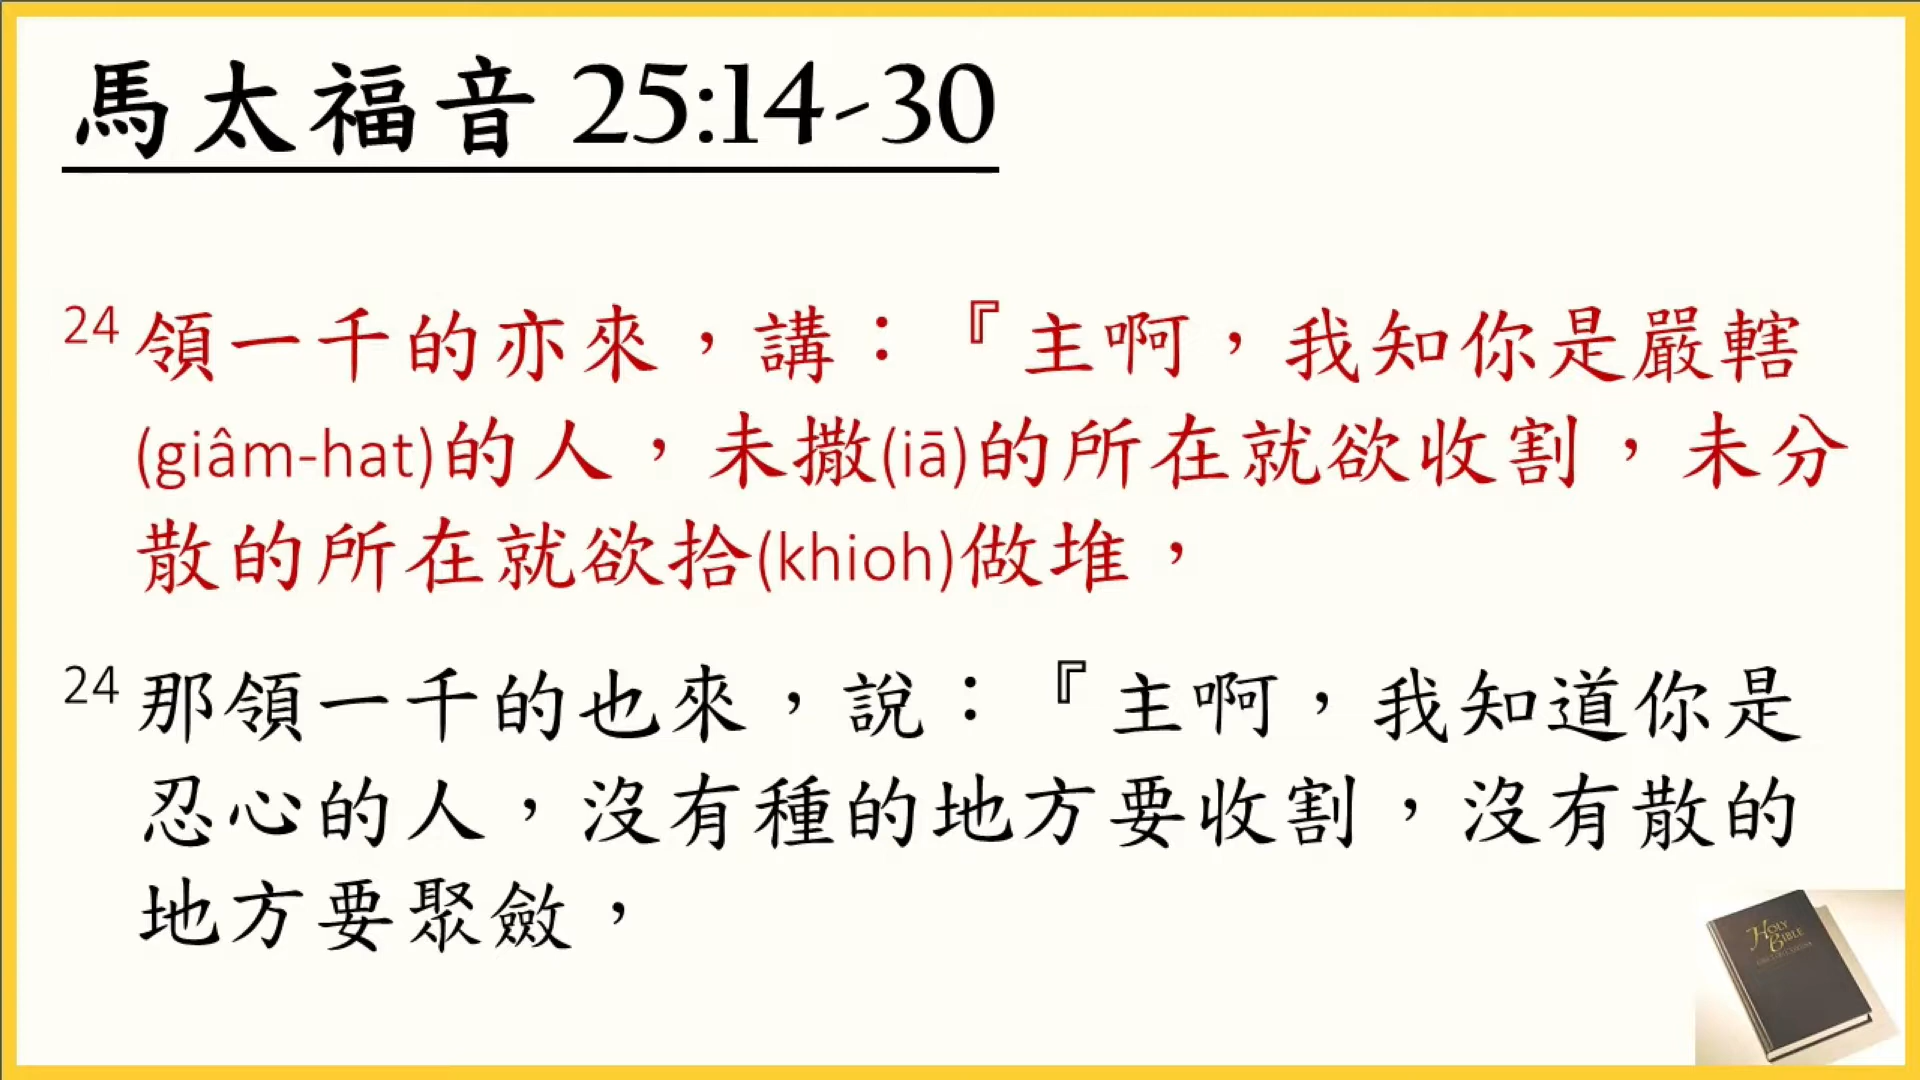 馬太福音 25:14-30
24 領一千的亦來，講：『主啊，我知你是嚴轄
(giâm-hat)的人，未撒(iā)的所在就欲收割，未分
散的所在就欲拾(khioh)做堆，
24 那領一千的也來，說：『主啊，我知道你是
忍心的人，沒有種的地方要收割，沒有散的
地方要聚斂，
HOLY
BIBLE